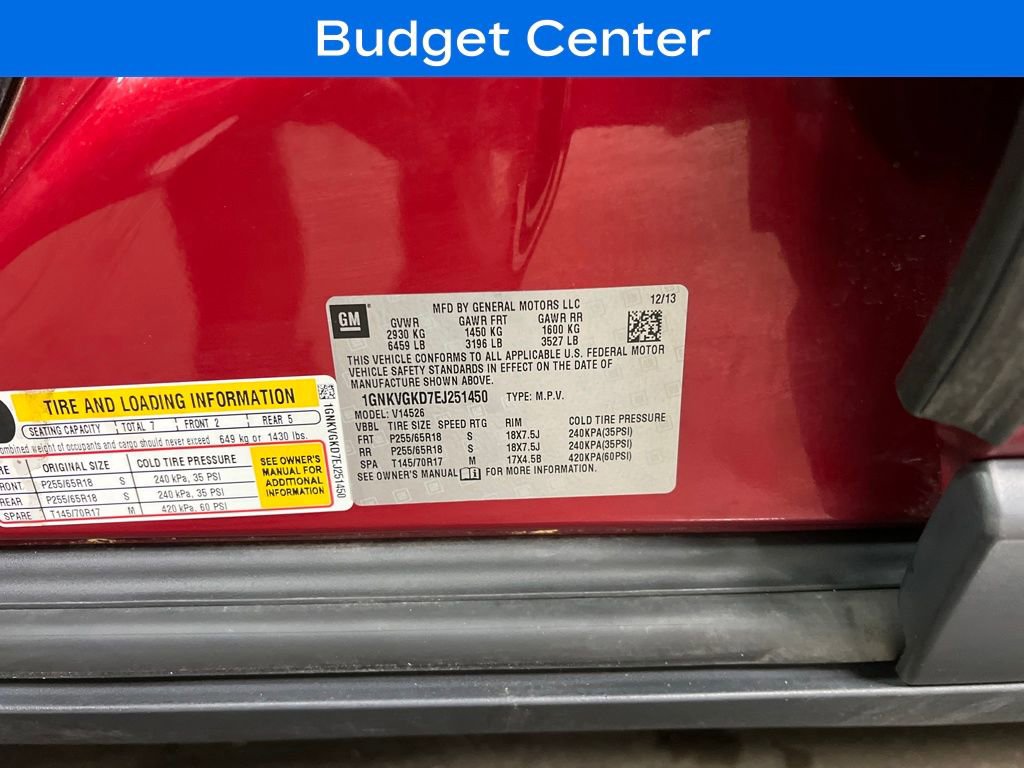 Budget Center
GM
MFD BY GENERAL MOTORS LLC
12/13
GVWR GAWR FRT GAWR RR
2930 KG 1450 KG 1600 KG
6459 LB 3196 LB 3527 LB
THIS VEHICLE CONFORMS TO ALL APPLICABLE U.S. FEDERAL MOTOR
VEHICLE SAFETY STANDARDS IN EFFECT ON THE DATE OF
MANUFACTURE SHOWN ABOVE.
1GNKVGKD7EJ251450 TYPE: M.P.V.
MODEL: V14526
VBBL TIRE SIZE SPEED RTG RIM COLD TIRE PRESSURE
FRT P255/65R18 S 18X7.5J 240KPA(35PSI)
RR P255/65R18 S 18X7.5J 240KPA(35PSI)
SPA T145/70R17 M 17X4.5B 420KPA(60PSI)
SEE OWNER'S MANUAL FOR MORE INFORMATION.
TIRE AND LOADING INFORMATION
SEATING CAPACITY TOTAL 7 FRONT 2 REAR 5
combined weight of occupants and cargo should never exceed 649 kg or 1430 lbs.
ORIGINAL SIZE COLD TIRE PRESSURE
FRONT P255/65R18 S 240 kPa, 35 PSI
REAR P255/65R18 S 240 kPa, 35 PSI
SPARE T145/70R17 M 420 kPa, 60 PSI
SEE OWNER'S
MANUAL FOR
ADDITIONAL
INFORMATION
1GNKVGKD7EJ251450